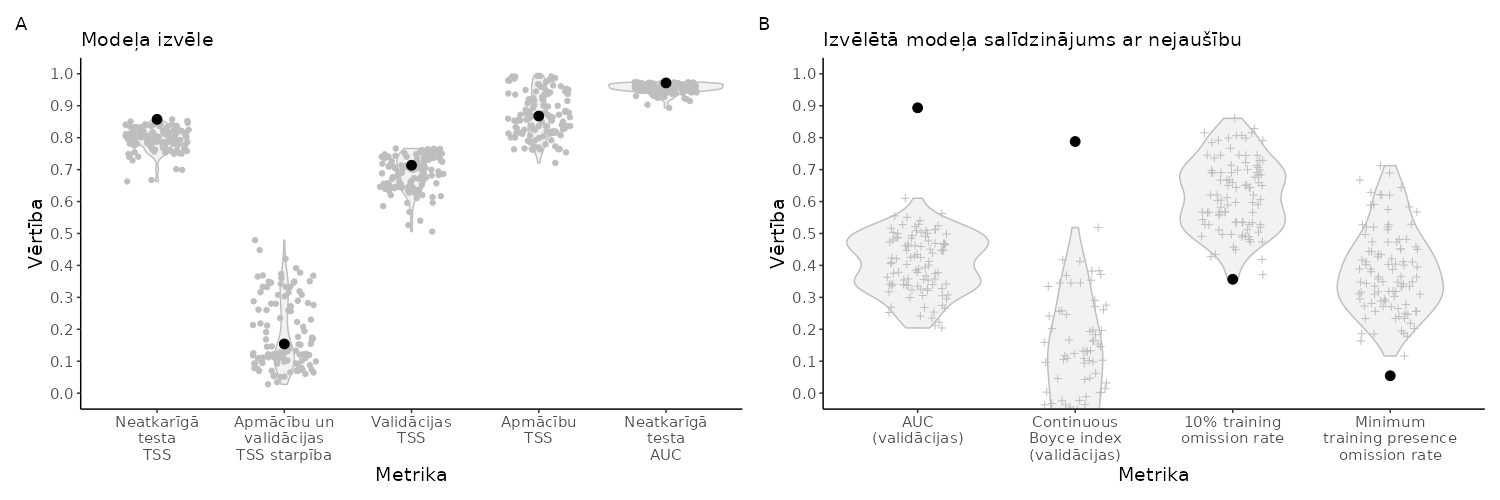 A
Modeļa izvēle
Vērtība
1.0
0.9
0.8
0.7
0.6
0.5
0.4
0.3
0.2
0.1
0.0
Neatkarīgā
testa
TSS
Apmācību un
validācijas
TSS starpība
Validācijas
TSS
Apmācību
TSS
Neatkarīgā
testa
AUC
Metrika
B
Izvēlētā modeļa salīdzinājums ar nejaušību
Vērtība
1.0
0.9
0.8
0.7
0.6
0.5
0.4
0.3
0.2
0.1
0.0
AUC
(validācijas)
Continuous
Boyce index
(validācijas)
10% training
omission rate
Minimum
training presence
omission rate
Metrika